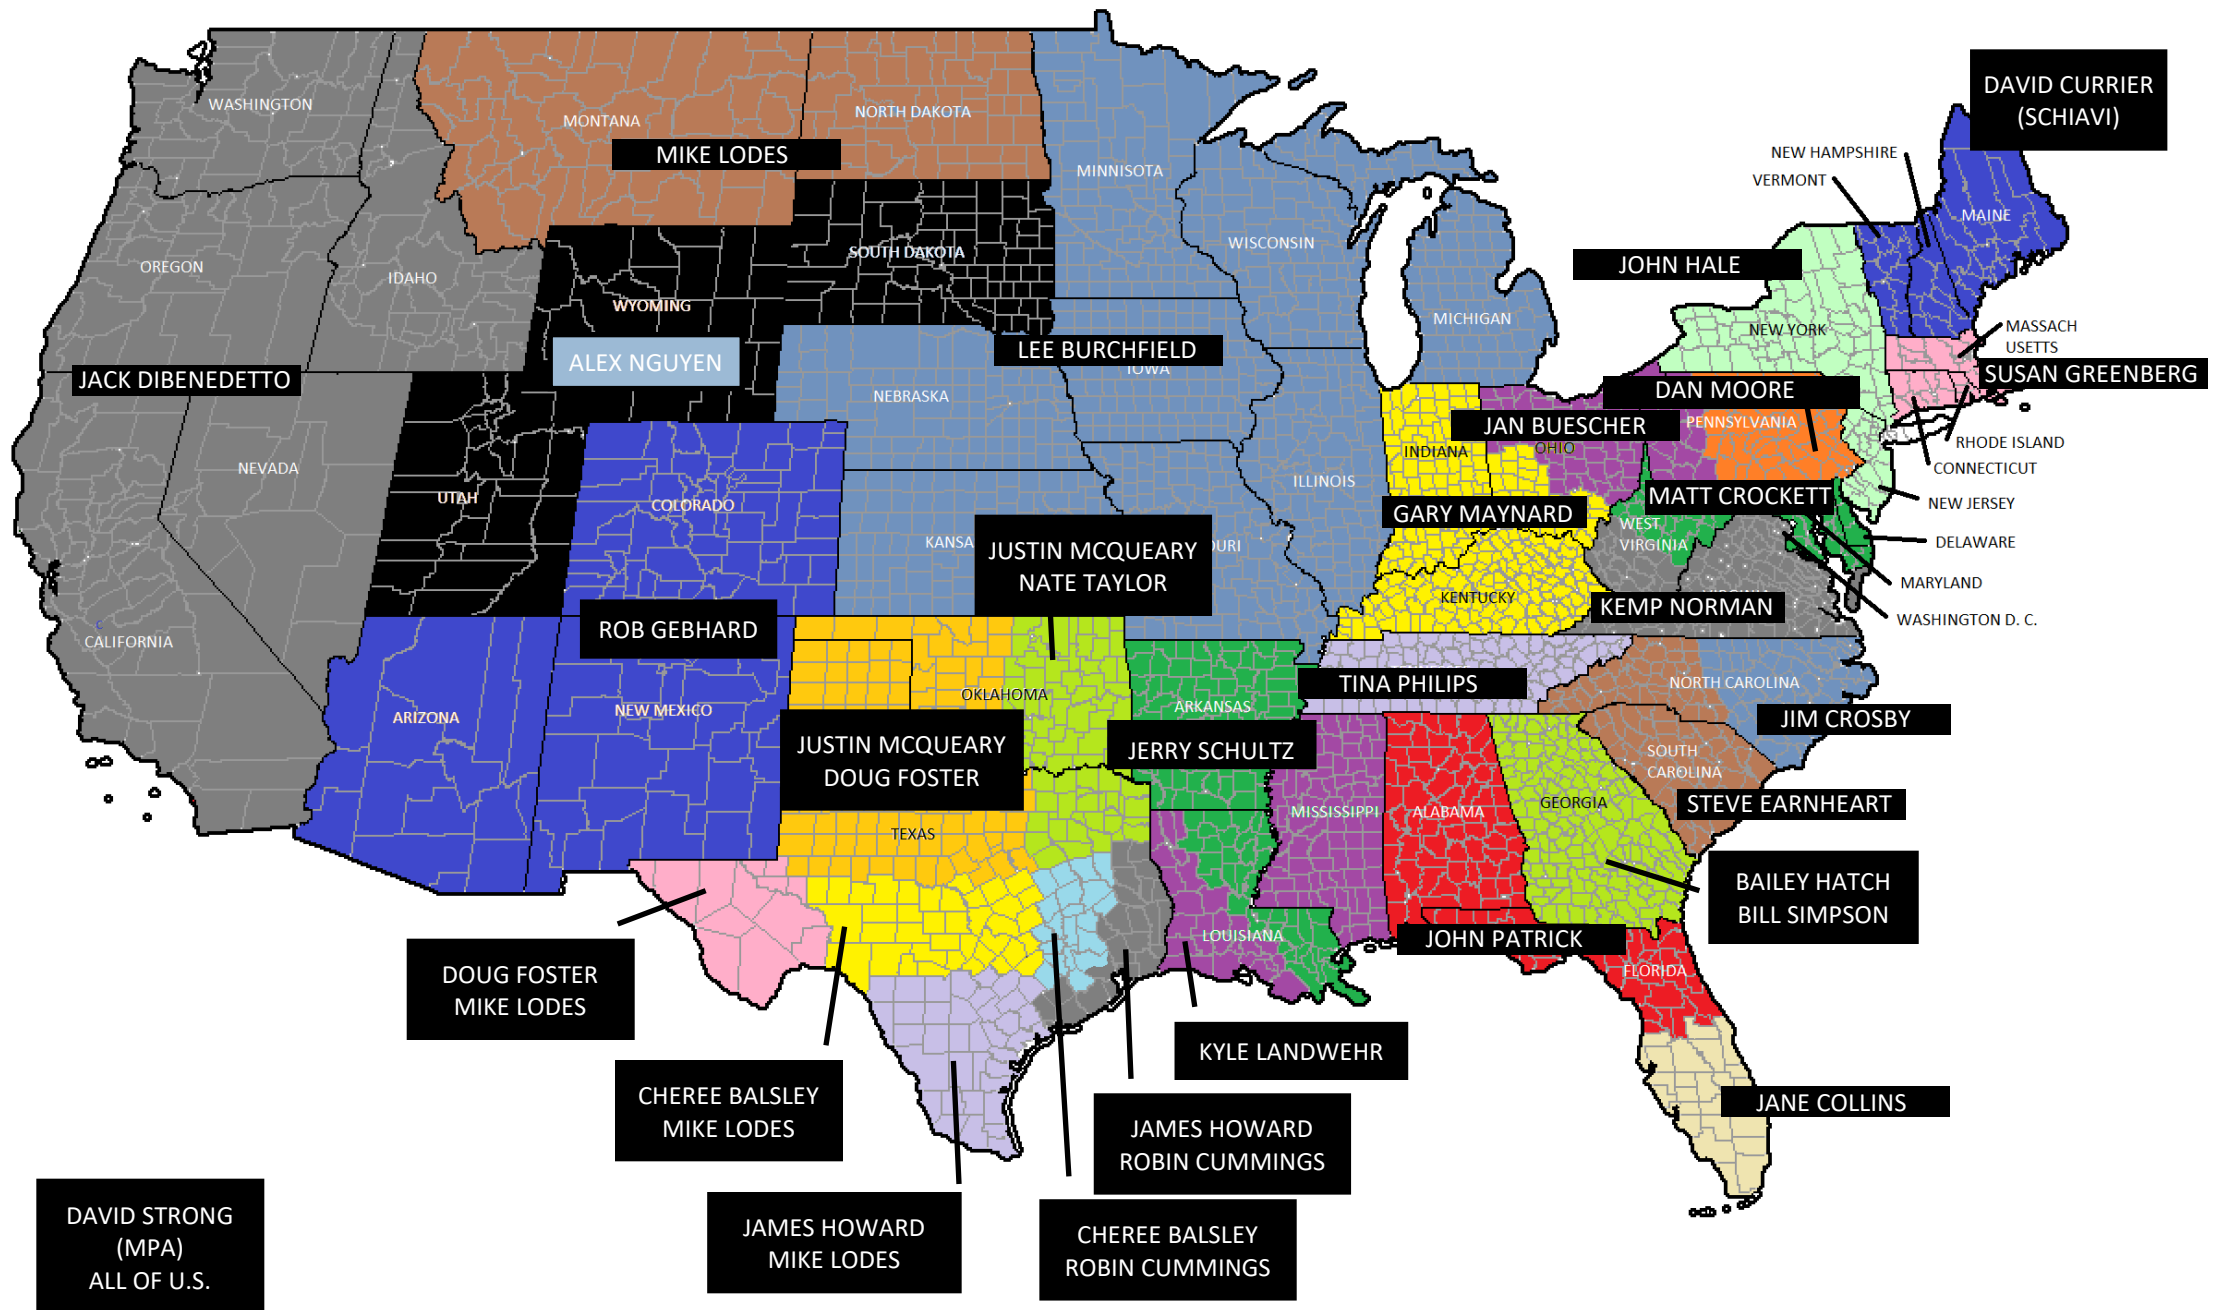 DAVID CURRIER
(SCHIAVI)
WASHINGTON
MONTANA
NORTH DAKOTA
MIKE LODES
MINNISOTA
NEW HAMPSHIRE
VERMONT
MAINE
OREGON
IDAHO
SOUTH DAKOTA
WISCONSIN
JOHN HALE
WYOMING
MICHIGAN
NEW YORK
MASSACH
USETTS
ALEX NGUYEN
LEE BURCHFIELD
IOWA
JACK DIBENEDETTO
SUSAN GREENBERG
NEBRASKA
DAN MOORE
JAN BUESCHER
PENNSYLVANIA
INDIANA
OHIO
RHODE ISLAND
CONNECTICUT
NEVADA
UTAH
COLORADO
ILLINOIS
MATT CROCKETT
NEW JERSEY
GARY MAYNARD
WEST
VIRGINIA
KANSA
JUSTIN MCQUEARY
NATE TAYLOR
OURI
DELAWARE
MARYLAND
KENTUCKY
KEMP NORMAN
WASHINGTON D. C.
CALIFORNIA
ROB GEBHARD
TINA PHILIPS
NORTH CAROLINA
OKLAHOMA
ARKANSAS
ARIZONA
NEW MEXICO
JIM CROSBY
JUSTIN MCQUEARY
DOUG FOSTER
JERRY SCHULTZ
SOUTH
CAROLINA
STEVE EARNHEART
TEXAS
MISSISSIPPI
ALABAMA
GEORGIA
BAILEY HATCH
BILL SIMPSON
LOUISIANA
JOHN PATRICK
FLORIDA
DOUG FOSTER
MIKE LODES
KYLE LANDWEHR
CHEREE BALSLEY
MIKE LODES
JANE COLLINS
JAMES HOWARD
ROBIN CUMMINGS
JAMES HOWARD
MIKE LODES
CHEREE BALSLEY
ROBIN CUMMINGS
DAVID STRONG
(MPA)
ALL OF U.S.